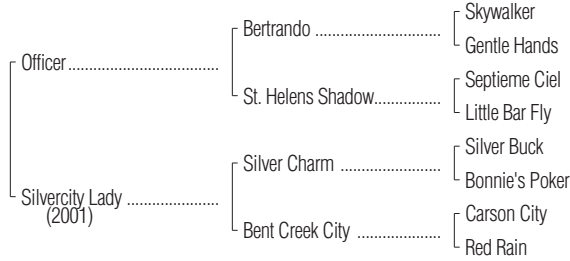 Skywalker
Bertrando ................................
Gentle Hands
Officer ..................................................
Septieme Ciel
St. Helens Shadow......................
Little Bar Fly
Silver Buck
Silver Charm .................................
Bonnie's Poker
Silvercity Lady ..............................
(2001)
Carson City
Bent Creek City ...........................
Red Rain